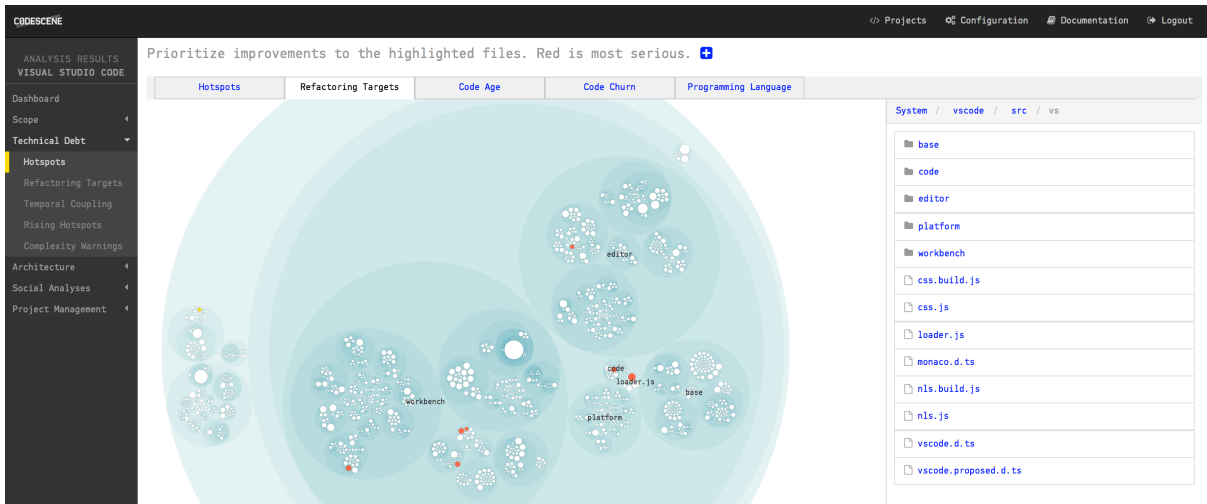 CØDESCENE
Projects
Configuration
Documentation
Logout
ANALYSIS RESULTS
VISUAL STUDIO CODE
Dashboard
Scope
Technical Debt
Hotspots
Refactoring Targets
Temporal Coupling
Rising Hotspots
Complexity Warnings
Architecture
Social Analyses
Project Management
Prioritize improvements to the highlighted files. Red is most serious.
Hotspots
Refactoring Targets
Code Age
Code Churn
Programming Language
editor
code
loader.js
base
workbench
platform
System / vscode / src / vs
base
code
editor
platform
workbench
css.build.js
css.js
loader.js
monaco.d.ts
nls.build.js
nls.js
vscode.d.ts
vscode.proposed.d.ts